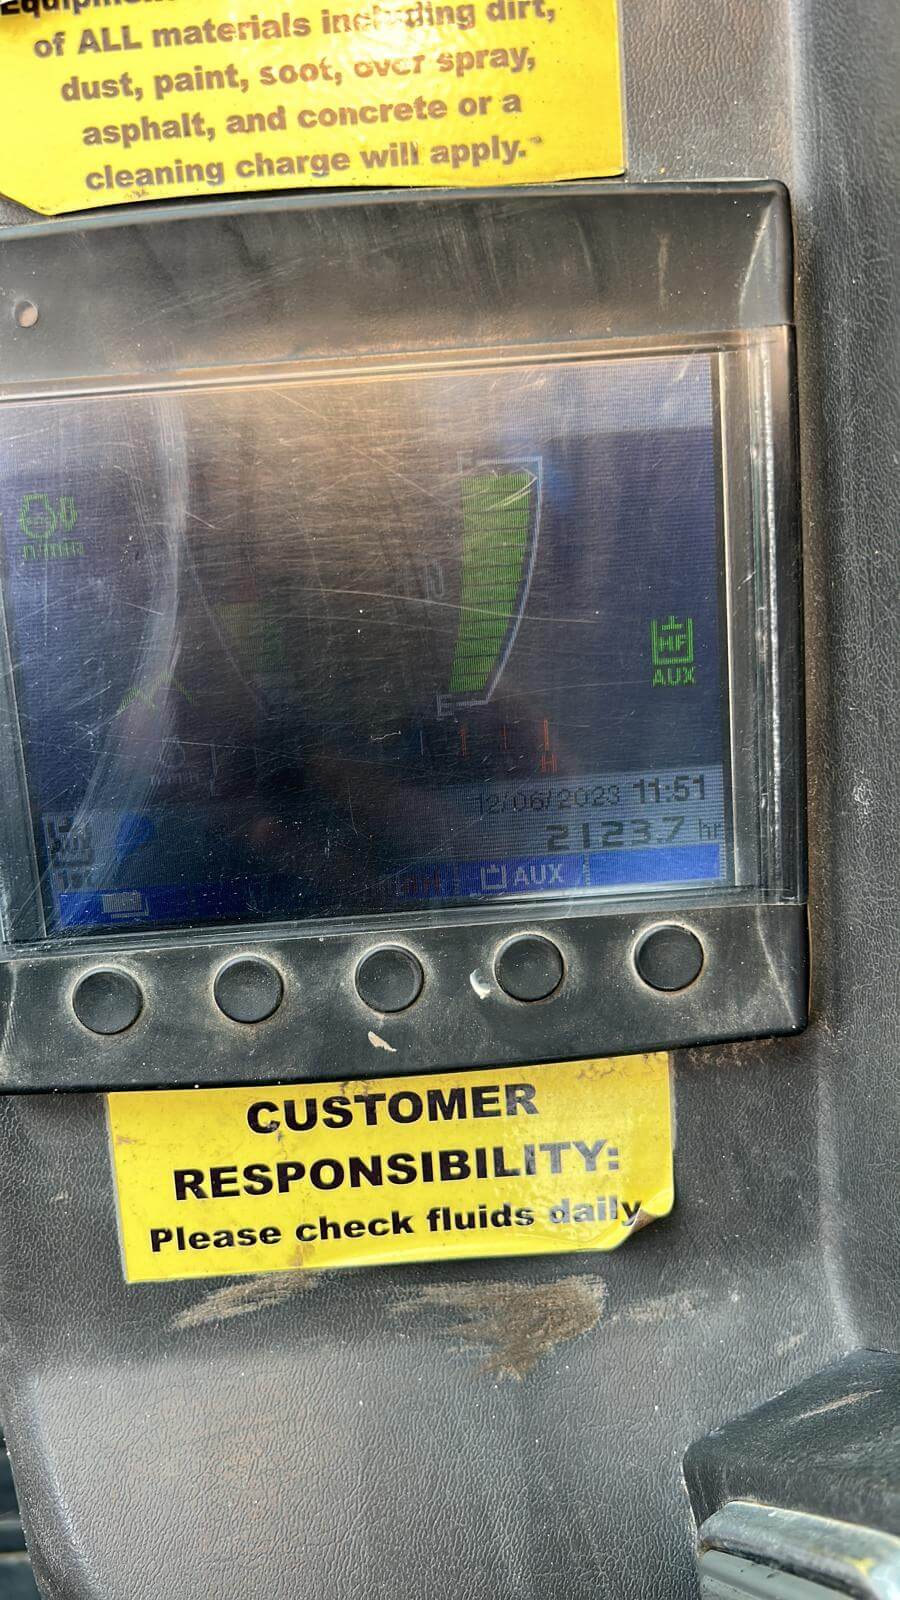 of ALL materials including dirt,
dust, paint, soot, over spray,
asphalt, and concrete or a
cleaning charge will apply.
n/min
E
HF
AUX
H
12/06/2023 11:51
2123.7 hr
AUX
CUSTOMER
RESPONSIBILITY:
Please check fluids daily